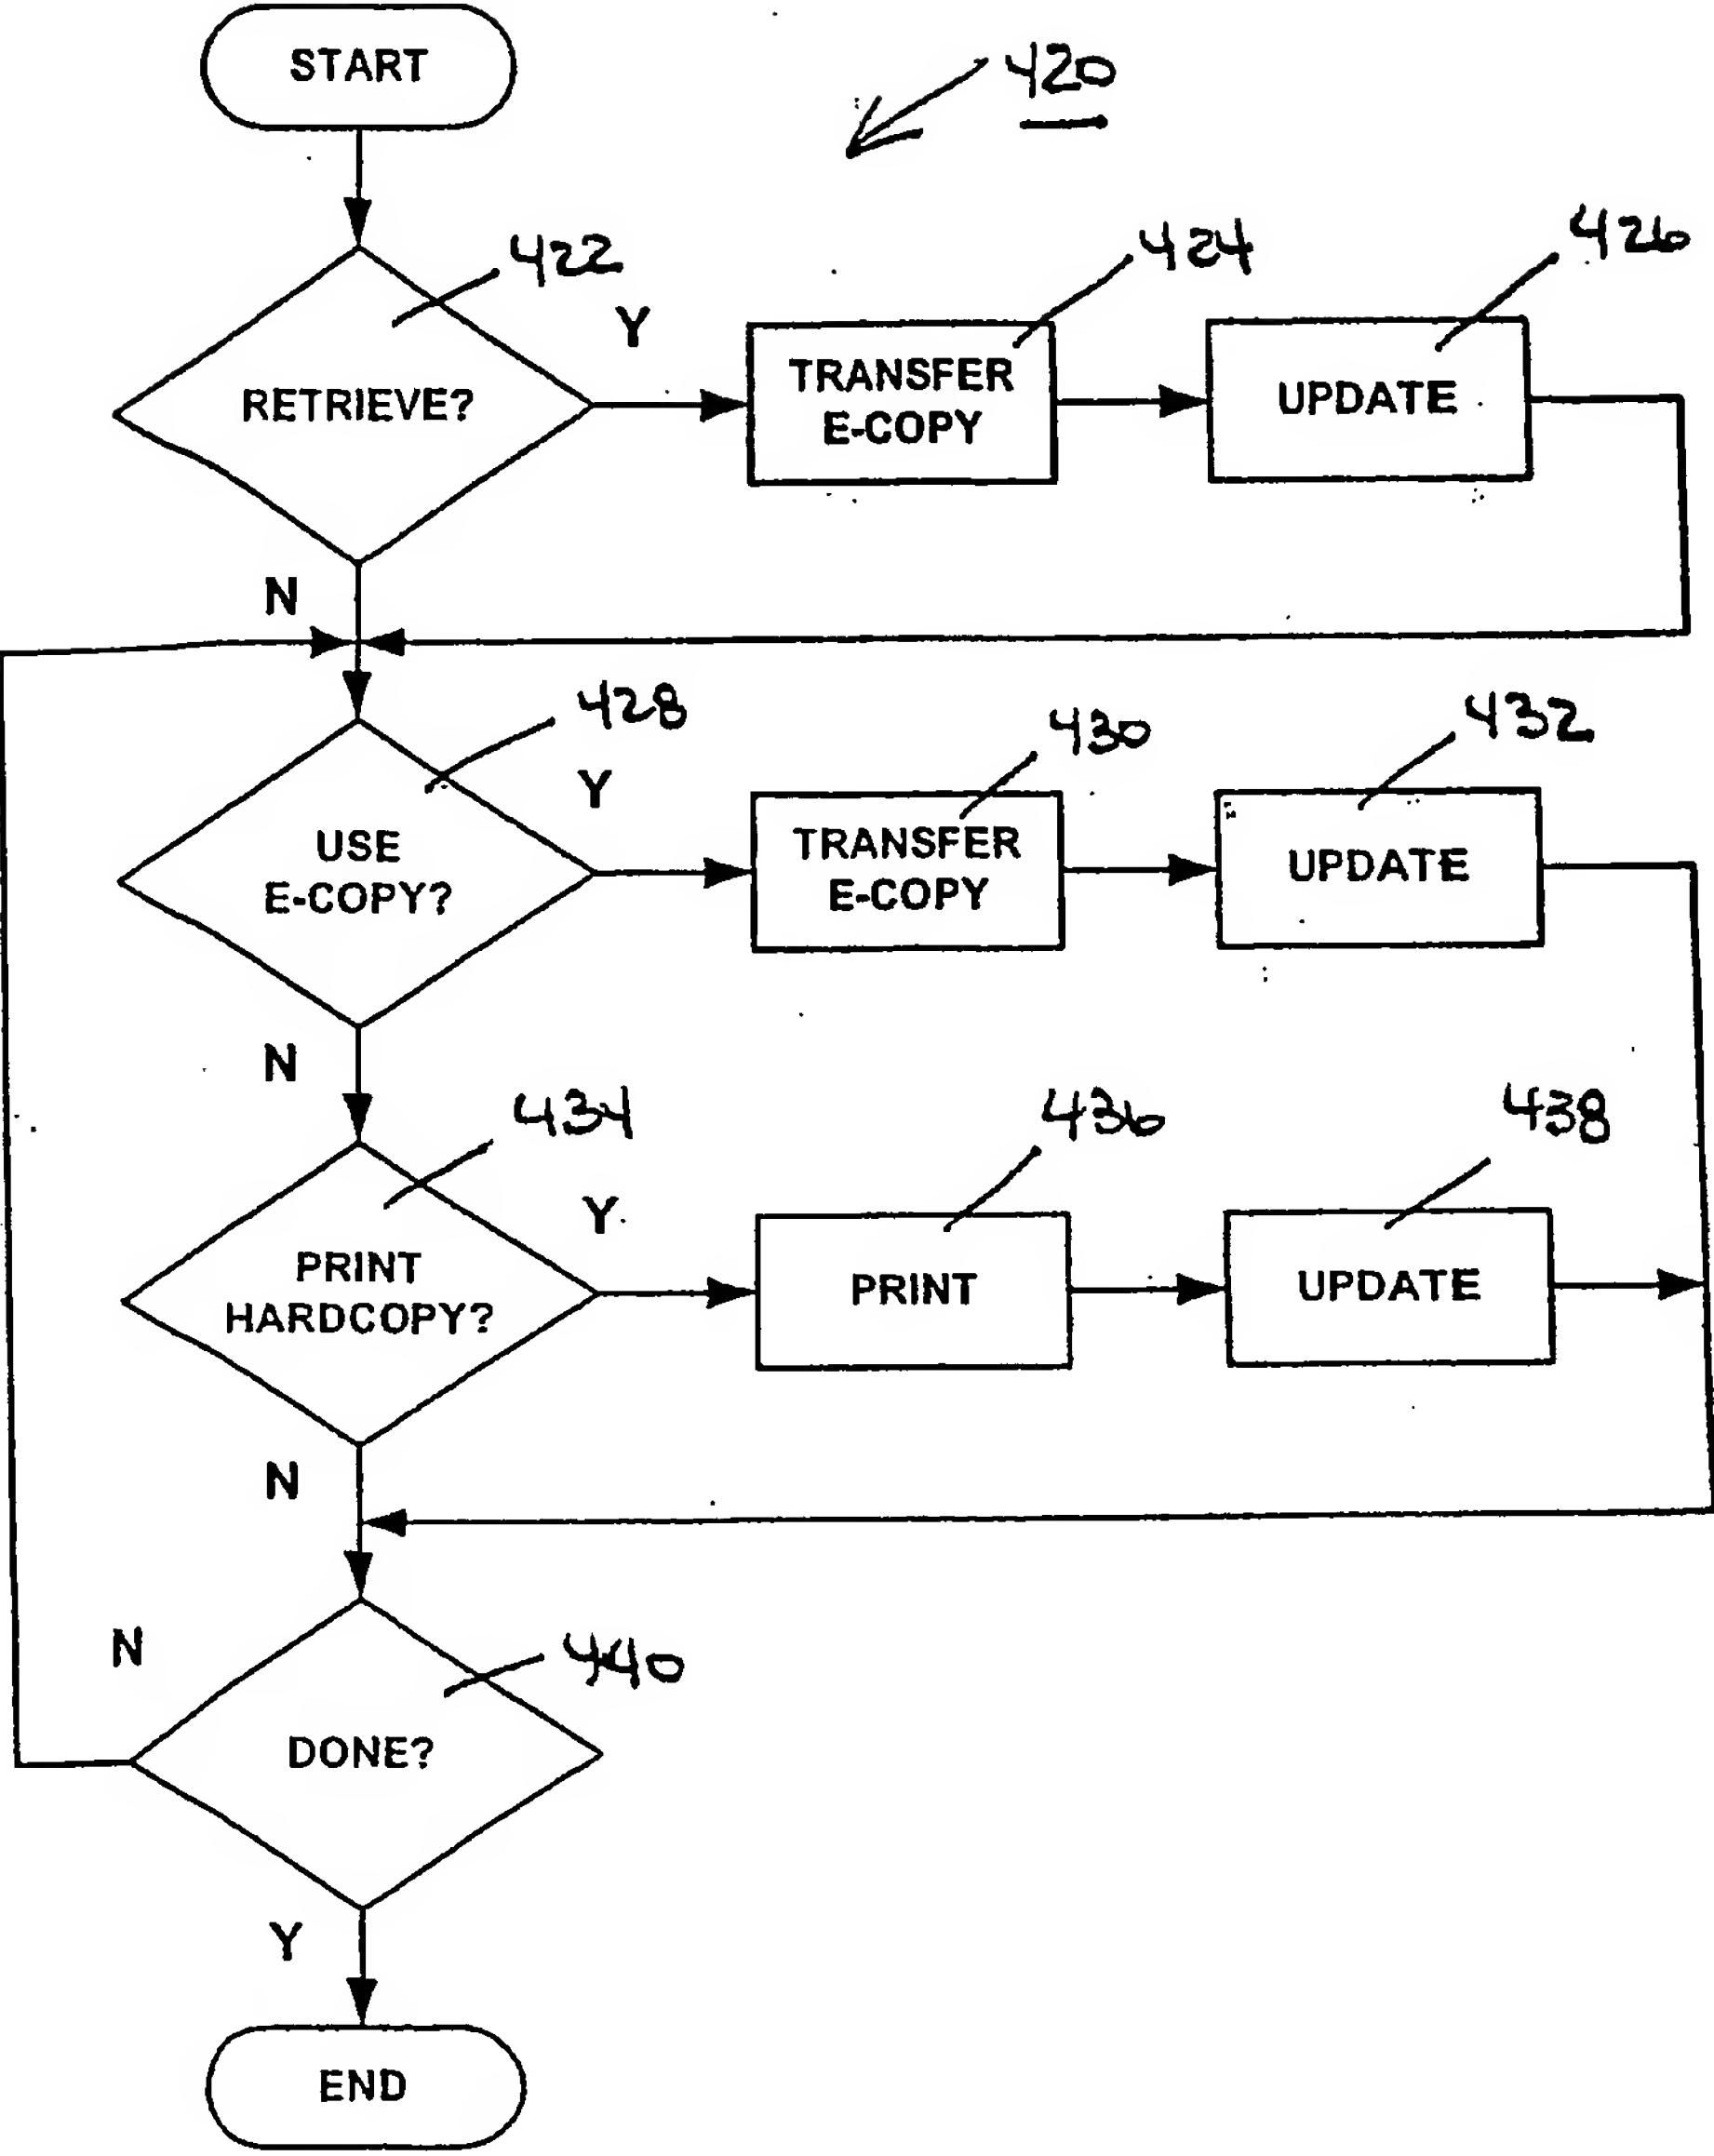 START
420
422
424
426
Y
RETRIEVE?
TRANSFER
E-COPY
UPDATE
N
428
430
432
Y
USE
E-COPY?
TRANSFER
E-COPY
UPDATE
N
434
436
438
Y
PRINT
HARDCOPY?
PRINT
UPDATE
N
N
440
DONE?
Y
END